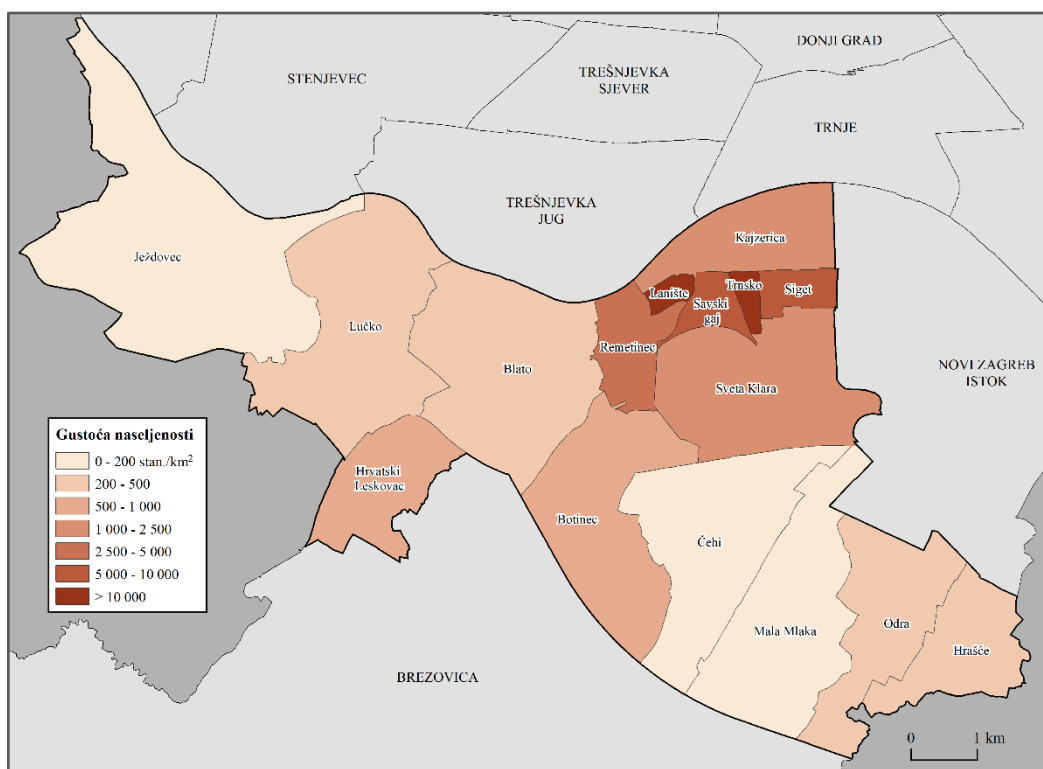 DONJI GRAD
STENJEVEC
TREŠNJEVKA
SJEVER
TRNJE
TREŠNJEVKA
JUG
Kajzerica
Ježdovec
Lanište
Trnsko
Siget
Savski
gaj
Lučko
Remetinec
Blato
NOVI ZAGREB
ISTOK
Sveta Klara
Gustoća naseljenosti
0 - 200 stan./km²
200 - 500
500 - 1 000
1 000 - 2 500
2 500 - 5 000
5 000 - 10 000
> 10 000
Hrvatski
Leskovac
Botinec
Čehi
Mala Mlaka
Odra
Hrašće
BREZOVICA
0 1 km